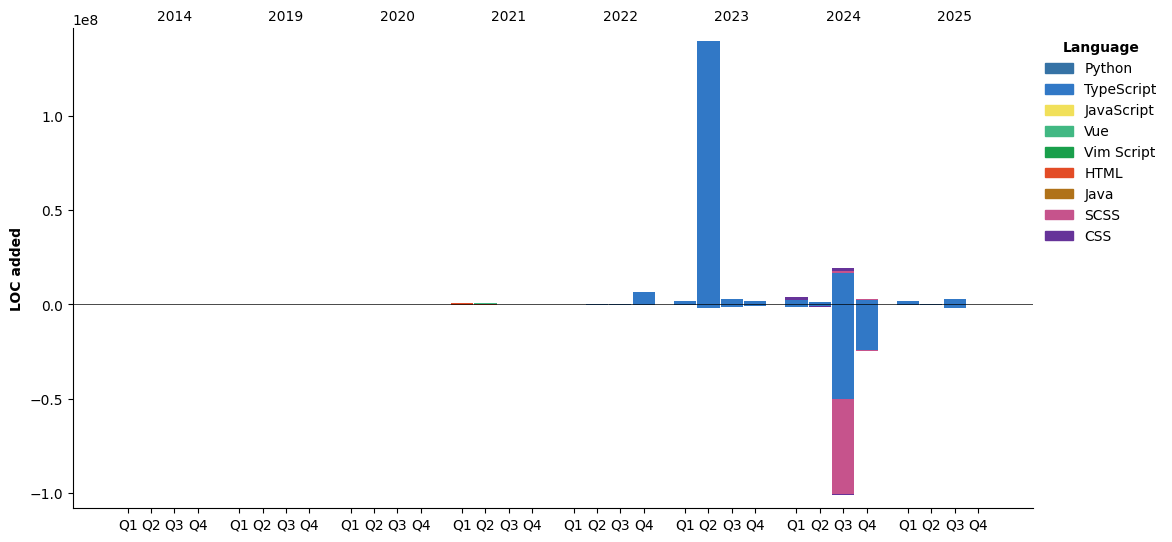 2014 2019 2020 2021 2022 2023 2024 2025
1e8
Language
Python
TypeScript
JavaScript
Vue
Vim Script
HTML
Java
SCSS
CSS
LOC added
1.0
0.5
0.0
−0.5
−1.0
Q1 Q2 Q3 Q4 Q1 Q2 Q3 Q4 Q1 Q2 Q3 Q4 Q1 Q2 Q3 Q4 Q1 Q2 Q3 Q4 Q1 Q2 Q3 Q4 Q1 Q2 Q3 Q4 Q1 Q2 Q3 Q4